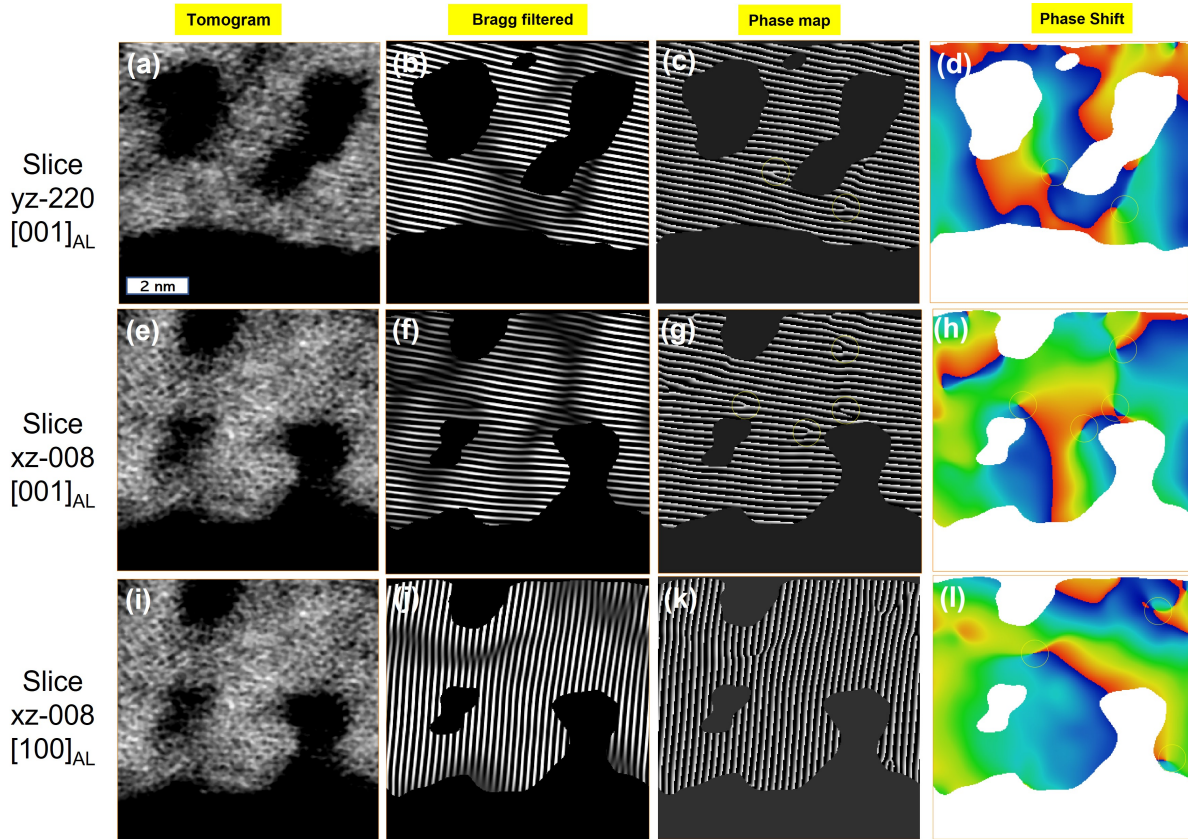 Tomogram
Bragg filtered
Phase map
Phase Shift
Slice
yz-220
[001]AL
(a)
(b)
(c)
(d)
2 nm
Slice
xz-008
[001]AL
(e)
(f)
(g)
(h)
Slice
xz-008
[100]AL
(i)
(j)
(k)
(l)